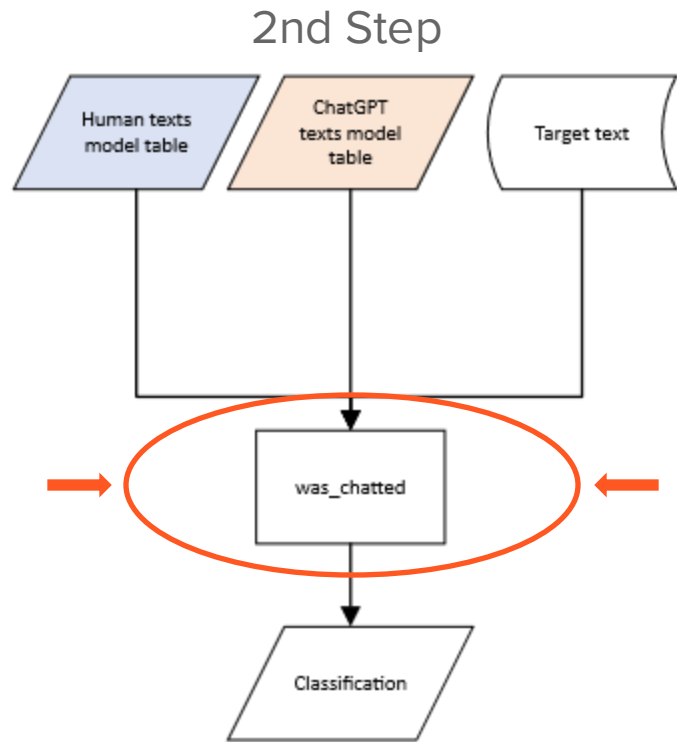 2nd Step
Human texts
model table
ChatGPT
texts model
table
Target text
was_chatted
Classification